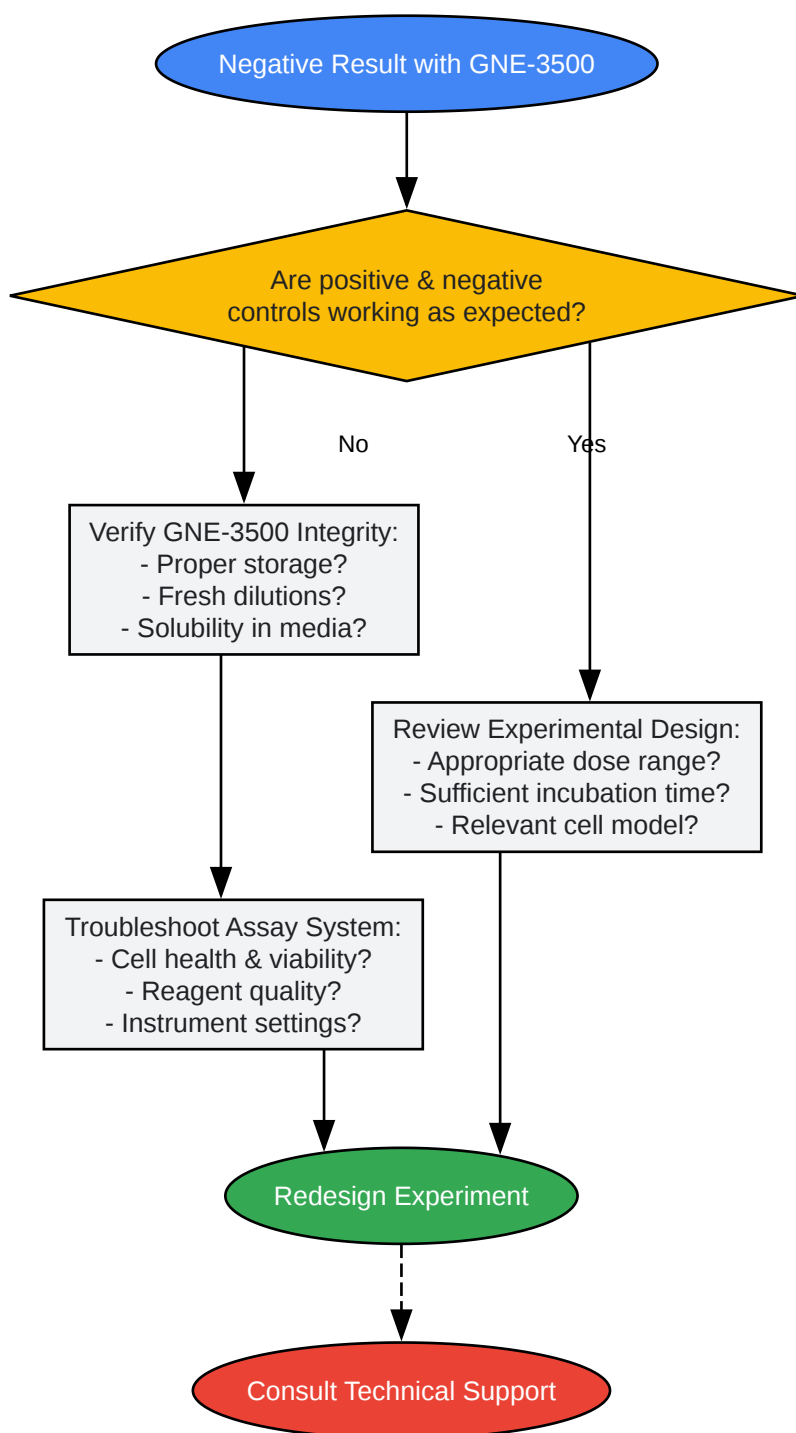 Negative Result with GNE-3500
Are positive & negative
controls working as expected?
No
Yes
Verify GNE-3500 Integrity:
- Proper storage?
- Fresh dilutions?
- Solubility in media?
Review Experimental Design:
- Appropriate dose range?
- Sufficient incubation time?
- Relevant cell model?
Troubleshoot Assay System:
- Cell health & viability?
- Reagent quality?
- Instrument settings?
Redesign Experiment
Consult Technical Support